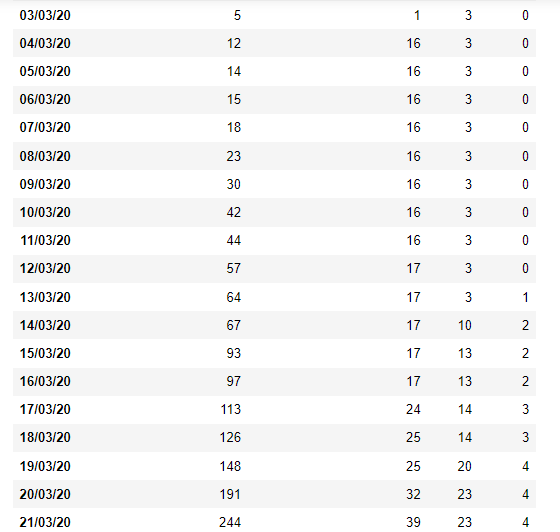 03/03/20 5 1 3 0
04/03/20 12 16 3 0
05/03/20 14 16 3 0
06/03/20 15 16 3 0
07/03/20 18 16 3 0
08/03/20 23 16 3 0
09/03/20 30 16 3 0
10/03/20 42 16 3 0
11/03/20 44 16 3 0
12/03/20 57 17 3 0
13/03/20 64 17 3 1
14/03/20 67 17 10 2
15/03/20 93 17 13 2
16/03/20 97 17 13 2
17/03/20 113 24 14 3
18/03/20 126 25 14 3
19/03/20 148 25 20 4
20/03/20 191 32 23 4
21/03/20 244 39 23 4